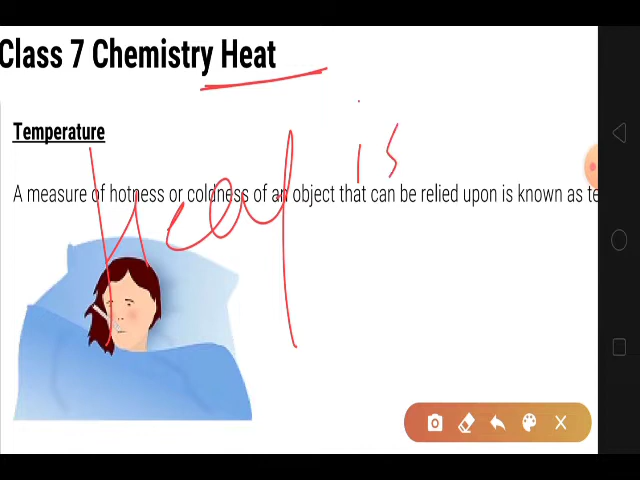 Class 7 Chemistry Heat
Temperature
is
A measure of hotness or coldness of an object that can be relied upon is known as te
Heat